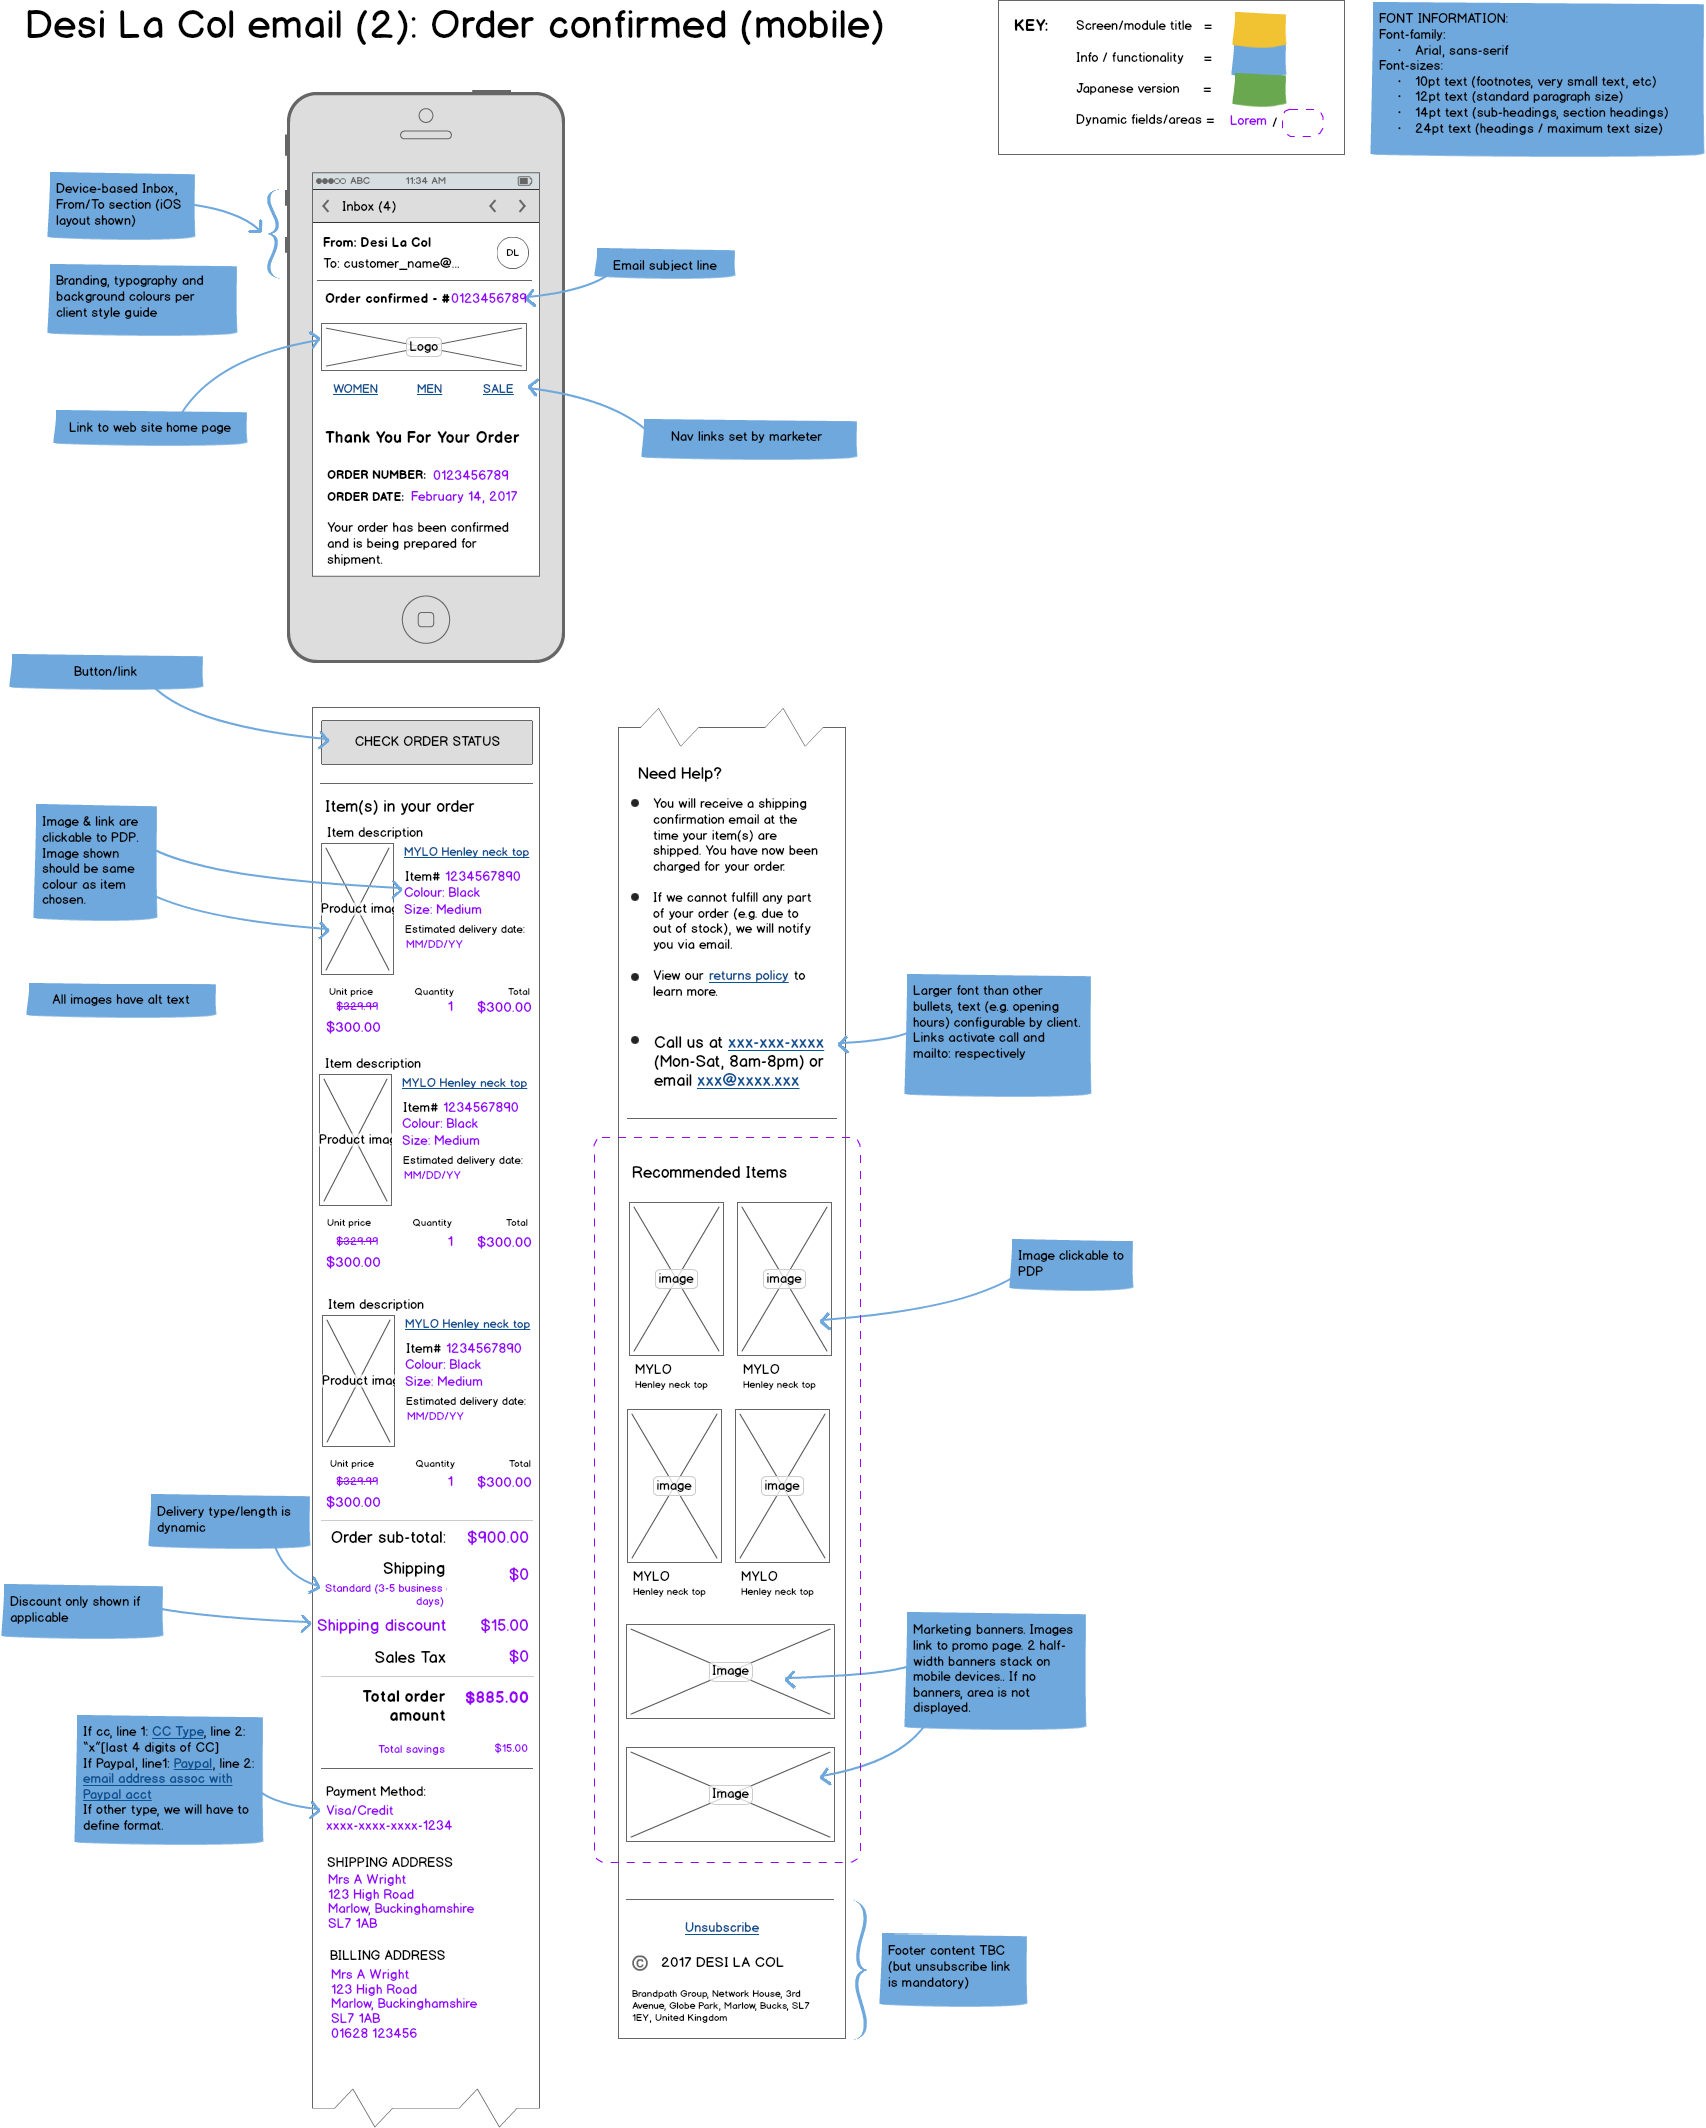 Desi La Col email (2): Order confirmed (mobile)
KEY:
Screen/module title =
Info / functionality =
Japanese version =
Dynamic fields/areas = Lorem /
FONT INFORMATION:
Font-family:
· Arial, sans-serif
Font-sizes:
· 10pt text (footnotes, very small text, etc)
· 12pt text (standard paragraph size)
· 14pt text (sub-headings, section headings)
· 24pt text (headings / maximum text size)
Device-based Inbox,
From/To section (iOS
layout shown)
Branding, typography and
background colours per
client style guide
Link to web site home page
ABC 11:34 AM
Inbox (4)
From: Desi La Col
To: customer_name@...
DL
Order confirmed - #0123456789
Logo
WOMEN MEN SALE
Thank You For Your Order
ORDER NUMBER: 0123456789
ORDER DATE: February 14, 2017
Your order has been confirmed
and is being prepared for
shipment.
Email subject line
Nav links set by marketer
Button/link
Image & link are
clickable to PDP.
Image shown
should be same
colour as item
chosen.
All images have alt text
Delivery type/length is
dynamic
Discount only shown if
applicable
If cc, line 1: CC Type, line 2:
"x"[last 4 digits of CC]
If Paypal, line1: Paypal, line 2:
email address assoc with
Paypal acct
If other type, we will have to
define format.
CHECK ORDER STATUS
Item(s) in your order
Item description
MYLO Henley neck top
Item# 1234567890
Colour: Black
Product imag
Size: Medium
Estimated delivery date:
MM/DD/YY
Unit price Quantity Total
$329.99 1 $300.00
$300.00
Item description
MYLO Henley neck top
Item# 1234567890
Colour: Black
Product imag
Size: Medium
Estimated delivery date:
MM/DD/YY
Unit price Quantity Total
$329.99 1 $300.00
$300.00
Item description
MYLO Henley neck top
Item# 1234567890
Colour: Black
Product imag
Size: Medium
Estimated delivery date:
MM/DD/YY
Unit price Quantity Total
$329.99 1 $300.00
$300.00
Order sub-total: $900.00
Shipping $0
Standard (3-5 business
days)
Shipping discount $15.00
Sales Tax $0
Total order $885.00
amount
Total savings $15.00
Payment Method:
Visa/Credit
xxxx-xxxx-xxxx-1234
SHIPPING ADDRESS
Mrs A Wright
123 High Road
Marlow, Buckinghamshire
SL7 1AB
BILLING ADDRESS
Mrs A Wright
123 High Road
Marlow, Buckinghamshire
SL7 1AB
01628 123456
Need Help?
● You will receive a shipping
confirmation email at the
time your item(s) are
shipped. You have now been
charged for your order.
● If we cannot fulfill any part
of your order (e.g. due to
out of stock), we will notify
you via email.
● View our returns policy to
learn more.
● Call us at xxx-xxx-xxxx
(Mon-Sat, 8am-8pm) or
email xxx@xxxx.xxx
Larger font than other
bullets, text (e.g. opening
hours) configurable by client.
Links activate call and
mailto: respectively
Recommended Items
image image
MYLO MYLO
Henley neck top Henley neck top
image image
MYLO MYLO
Henley neck top Henley neck top
Image
Image
Image clickable to
PDP
Marketing banners. Images
link to promo page. 2 half-
width banners stack on
mobile devices.. If no
banners, area is not
displayed.
Unsubscribe
© 2017 DESI LA COL
Brandpath Group, Network House, 3rd
Avenue, Globe Park, Marlow, Bucks, SL7
1EY, United Kingdom
Footer content TBC
(but unsubscribe link
is mandatory)